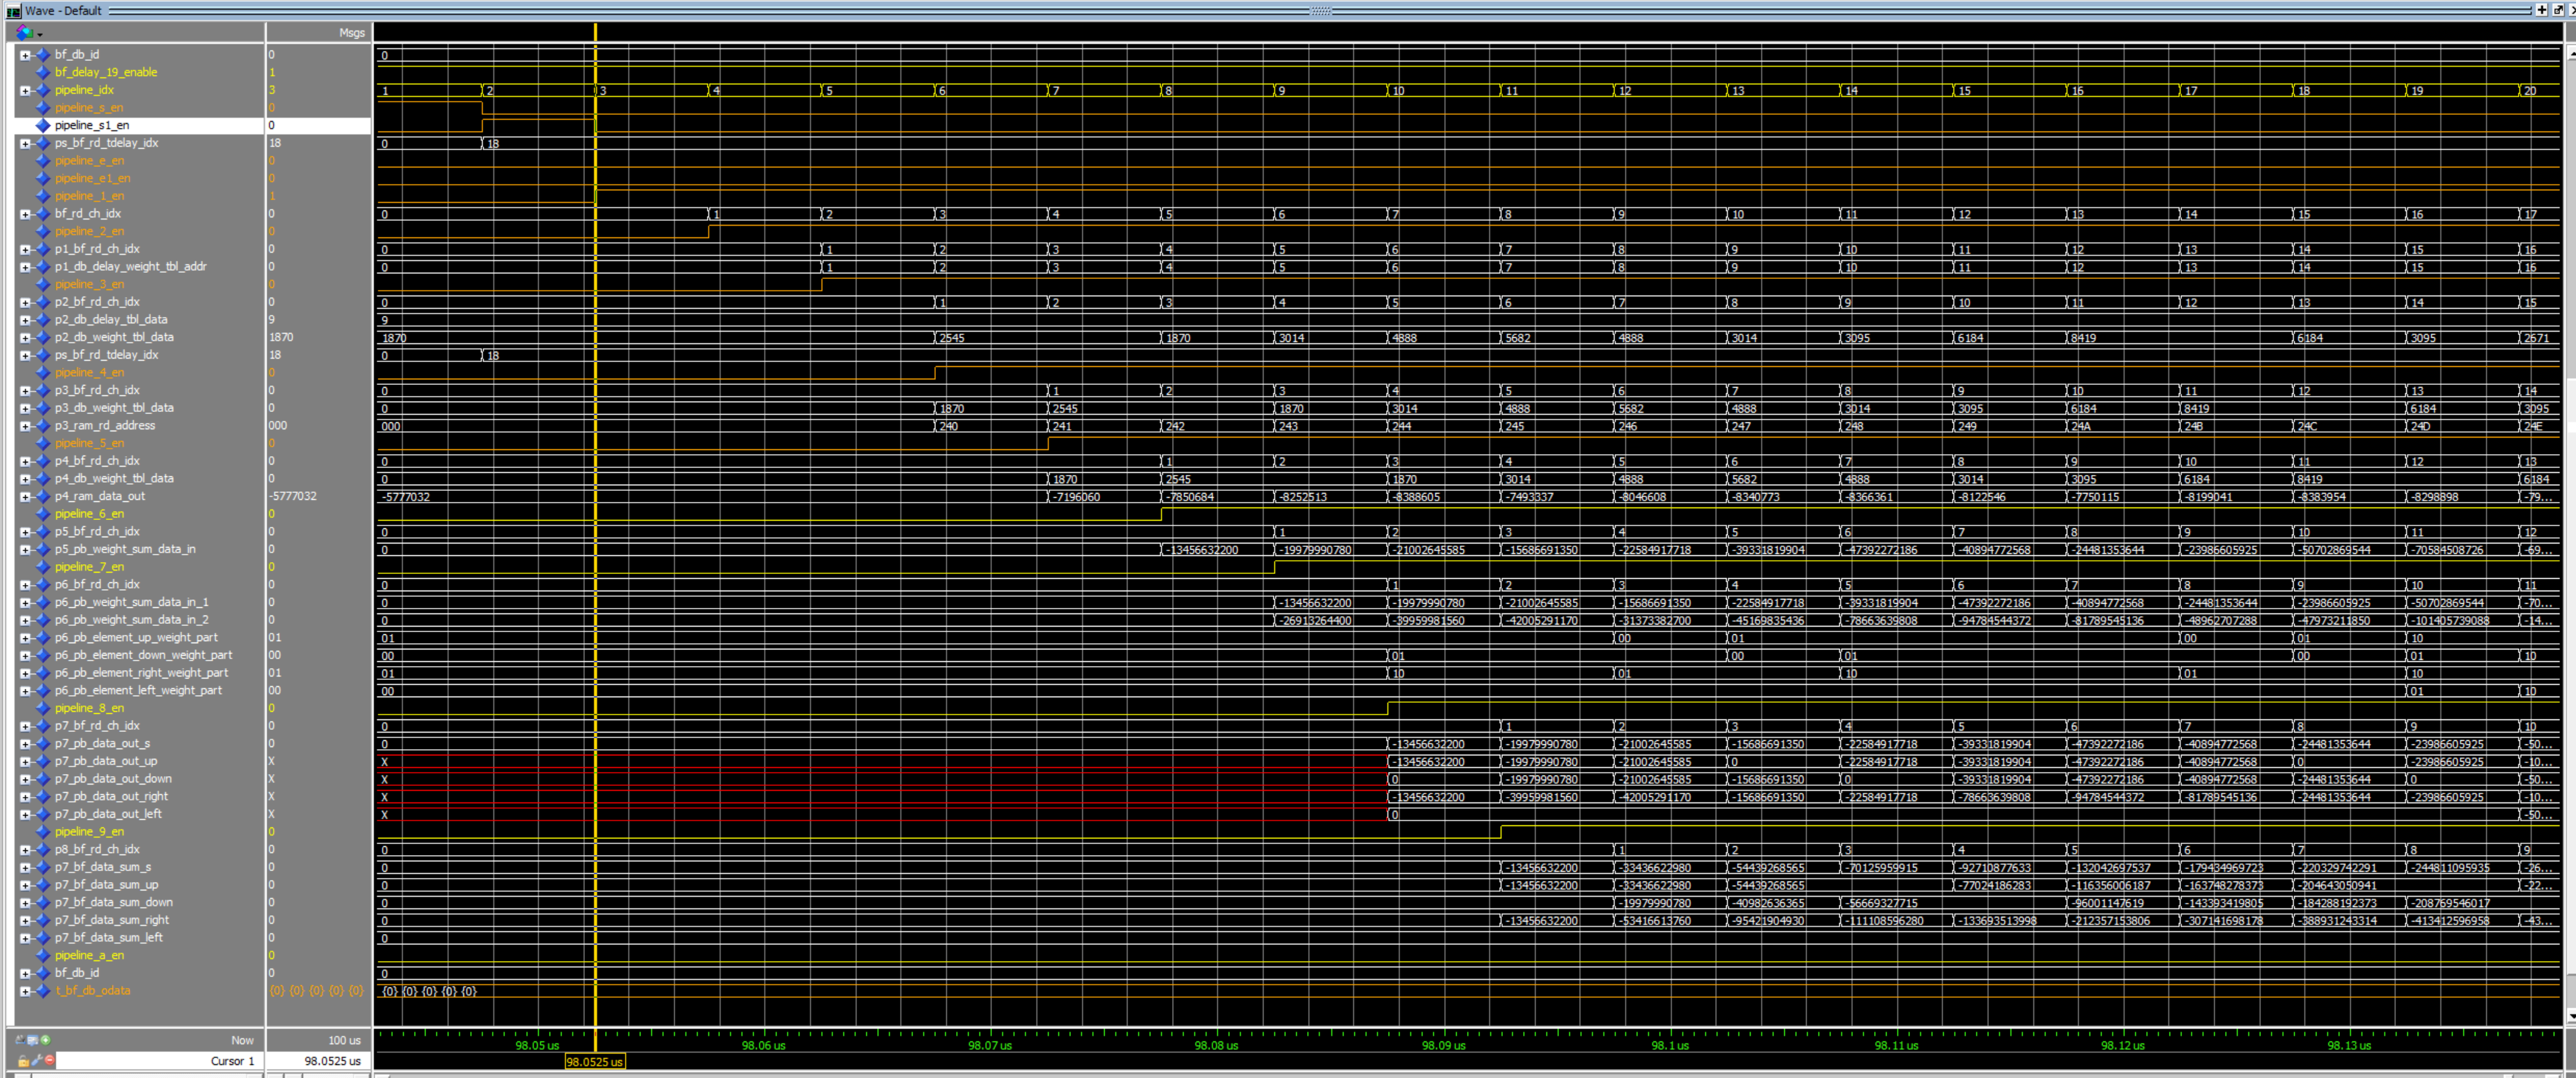 Wave - Default
Msgs
bf_db_id 0 0
bf_delay_19_enable 1
pipeline_idx 3 1 2 3 4 5 6 7 8 9 10 11 12 13 14 15 16 17 18 19 20
pipeline_s_en 0
pipeline_s1_en 0
ps_bf_rd_tdelay_idx 18 0 18
pipeline_e_en 0
pipeline_e1_en 0
pipeline_1_en 1
bf_rd_ch_idx 0 0 1 2 3 4 5 6 7 8 9 10 11 12 13 14 15 16 17
pipeline_2_en 0
p1_bf_rd_ch_idx 0 0 1 2 3 4 5 6 7 8 9 10 11 12 13 14 15 16
p1_db_delay_weight_tbl_addr 0 0 1 2 3 4 5 6 7 8 9 10 11 12 13 14 15 16
pipeline_3_en 0
p2_bf_rd_ch_idx 0 0 1 2 3 4 5 6 7 8 9 10 11 12 13 14 15
p2_db_delay_tbl_data 9 9
p2_db_weight_tbl_data 1870 1870 2545 1870 3014 4888 5682 4888 3014 3095 6184 8419 6184 3095 2671
ps_bf_rd_tdelay_idx 18 0 18
pipeline_4_en 0
p3_bf_rd_ch_idx 0 0 1 2 3 4 5 6 7 8 9 10 11 12 13 14
p3_db_weight_tbl_data 0 0 1870 2545 1870 3014 4888 5682 4888 3014 3095 6184 8419 6184 3095
p3_ram_rd_address 000 000 240 241 242 243 244 245 246 247 248 249 24A 24B 24C 24D 24E
pipeline_5_en 0
p4_bf_rd_ch_idx 0 0 1 2 3 4 5 6 7 8 9 10 11 12 13
p4_db_weight_tbl_data 0 0 1870 2545 1870 3014 4888 5682 4888 3014 3095 6184 8419 6184
p4_ram_data_out -5777032 -5777032 -7196060 -7850684 -8252513 -8388605 -7493337 -8046608 -8340773 -8366361 -8122546 -7750115 -8199041 -8383954 -8298898 -79...
pipeline_6_en 0
p5_bf_rd_ch_idx 0 0 1 2 3 4 5 6 7 8 9 10 11 12
p5_pb_weight_sum_data_in 0 0 -13456632200 -19979990780 -21002645585 -15686691350 -22584917718 -39331819904 -47392272186 -40894772568 -24481353644 -23986605925 -50702869544 -70584508726 -69...
pipeline_7_en 0
p6_bf_rd_ch_idx 0 0 1 2 3 4 5 6 7 8 9 10 11
p6_pb_weight_sum_data_in_1 0 0 -13456632200 -19979990780 -21002645585 -15686691350 -22584917718 -39331819904 -47392272186 -40894772568 -24481353644 -23986605925 -50702869544 -70...
p6_pb_weight_sum_data_in_2 0 0 -26913264400 -39959981560 -42005291170 -31373382700 -45169835436 -78663639808 -94784544372 -81789545136 -48962707288 -47973211850 -101405739088 -14...
p6_pb_element_up_weight_part 01 01 00 01 00 01 10
p6_pb_element_down_weight_part 00 00 01 00 01 00 01 10
p6_pb_element_right_weight_part 01 01 10 01 10 01 10
p6_pb_element_left_weight_part 00 00 01 10
pipeline_8_en 0
p7_bf_rd_ch_idx 0 0 1 2 3 4 5 6 7 8 9 10
p7_pb_data_out_s 0 0 -13456632200 -19979990780 -21002645585 -15686691350 -22584917718 -39331819904 -47392272186 -40894772568 -24481353644 -23986605925 -50...
p7_pb_data_out_up X X -13456632200 -19979990780 -21002645585 0 -22584917718 -39331819904 -47392272186 -40894772568 0 -23986605925 -10...
p7_pb_data_out_down X X 0 -19979990780 -21002645585 -15686691350 0 -39331819904 -47392272186 -40894772568 -24481353644 0 -50...
p7_pb_data_out_right X X -13456632200 -39959981560 -42005291170 -15686691350 -22584917718 -78663639808 -94784544372 -81789545136 -24481353644 -23986605925 -10...
p7_pb_data_out_left X X 0 -50...
pipeline_9_en 0
p8_bf_rd_ch_idx 0 0 1 2 3 4 5 6 7 8 9
p7_bf_data_sum_s 0 0 -13456632200 -33436622980 -54439268565 -70125959915 -92710877633 -132042697537 -179434969723 -220329742291 -244811095935 -26...
p7_bf_data_sum_up 0 0 -13456632200 -33436622980 -54439268565 -77024186283 -116356006187 -163748278373 -204643050941 -22...
p7_bf_data_sum_down 0 0 -19979990780 -40982636365 -56669327715 -96001147619 -143393419805 -184288192373 -208769546017
p7_bf_data_sum_right 0 0 -13456632200 -53416613760 -95421904930 -111108596280 -133693513998 -212357153806 -307141698178 -388931243314 -413412596958 -43...
p7_bf_data_sum_left 0 0
pipeline_a_en 0
bf_db_id 0 0
t_bf_db_odata {0} {0} {0} {0} {0} {0} {0} {0} {0} {0}
Now 100 us 98.05 us 98.06 us 98.07 us 98.08 us 98.09 us 98.1 us 98.11 us 98.12 us 98.13 us
Cursor 1 98.0525 us 98.0525 us